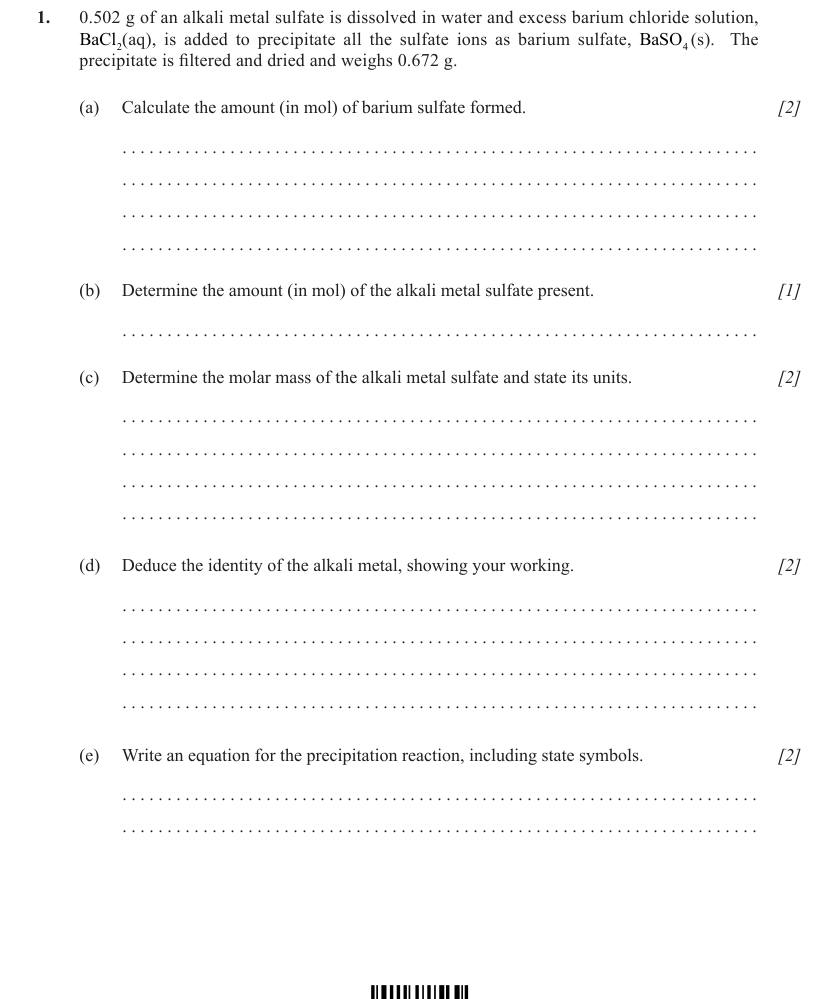 1. 0.502 g of an alkali metal sulfate is dissolved in water and excess barium chloride solution,
BaCl₂(aq), is added to precipitate all the sulfate ions as barium sulfate, BaSO₄(s). The
precipitate is filtered and dried and weighs 0.672 g.
(a) Calculate the amount (in mol) of barium sulfate formed. [2]
(b) Determine the amount (in mol) of the alkali metal sulfate present. [1]
(c) Determine the molar mass of the alkali metal sulfate and state its units. [2]
(d) Deduce the identity of the alkali metal, showing your working. [2]
(e) Write an equation for the precipitation reaction, including state symbols. [2]